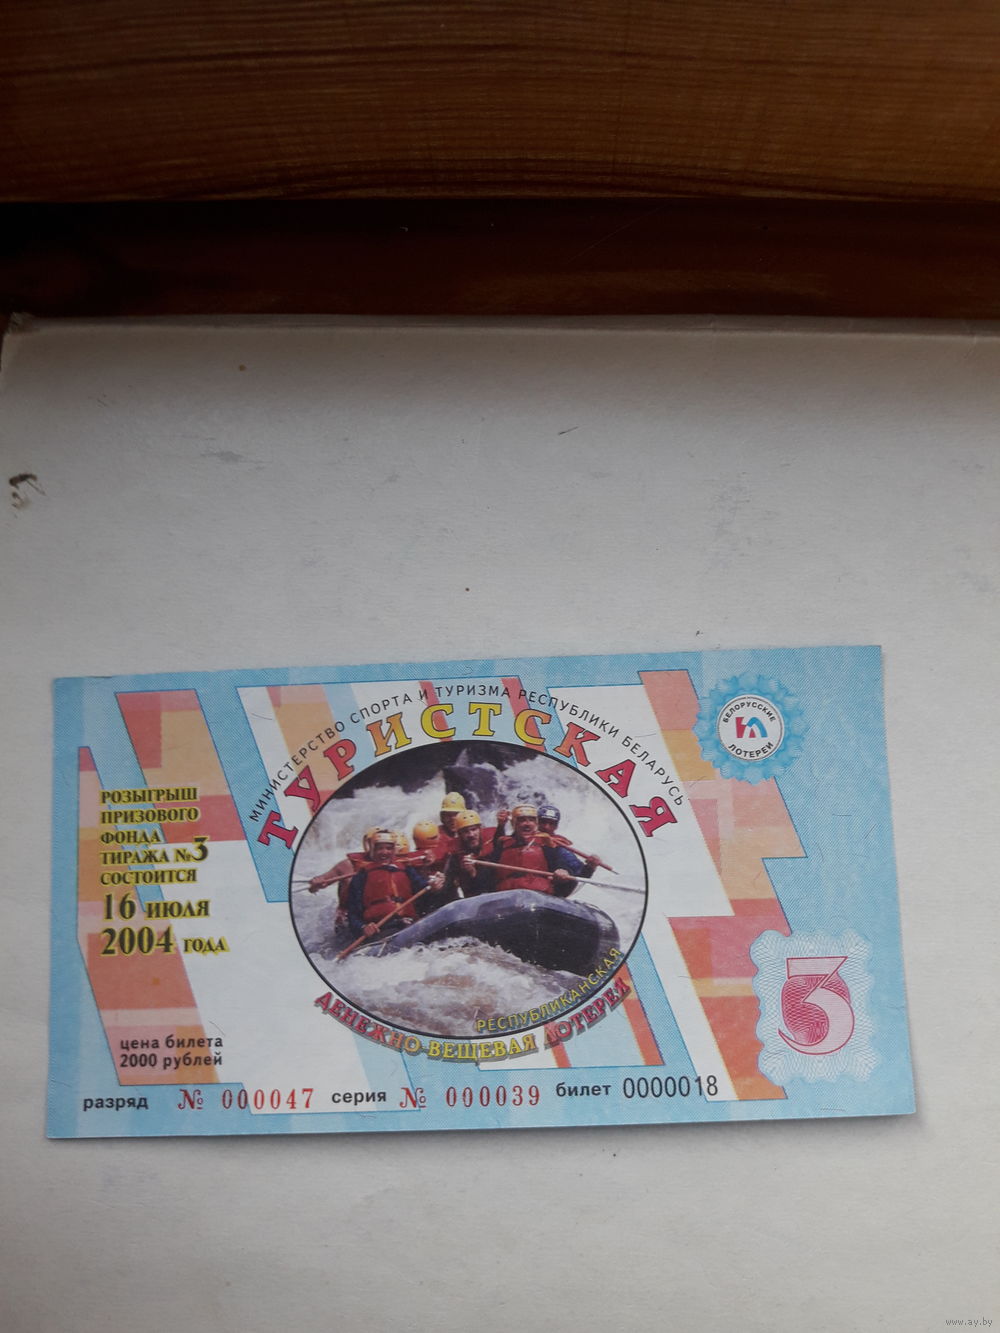 МИНИСТЕРСТВО СПОРТА И ТУРИЗМА РЕСПУБЛИКИ БЕЛАРУСЬ
ТУРИСТСКАЯ
БЕЛОРУССКИЕ
ЛОТЕРЕИ
РОЗЫГРЫШ
ПРИЗОВОГО
ФОНДА
ТИРАЖА №3
СОСТОИТСЯ
16 ИЮЛЯ
2004 ГОДА
РЕСПУБЛИКАНСКАЯ
ДЕНЕЖНО-ВЕЩЕВАЯ ЛОТЕРЕЯ
3
цена билета
2000 рублей
разряд № 000047 серия № 000039 билет 0000018
www.ay.by